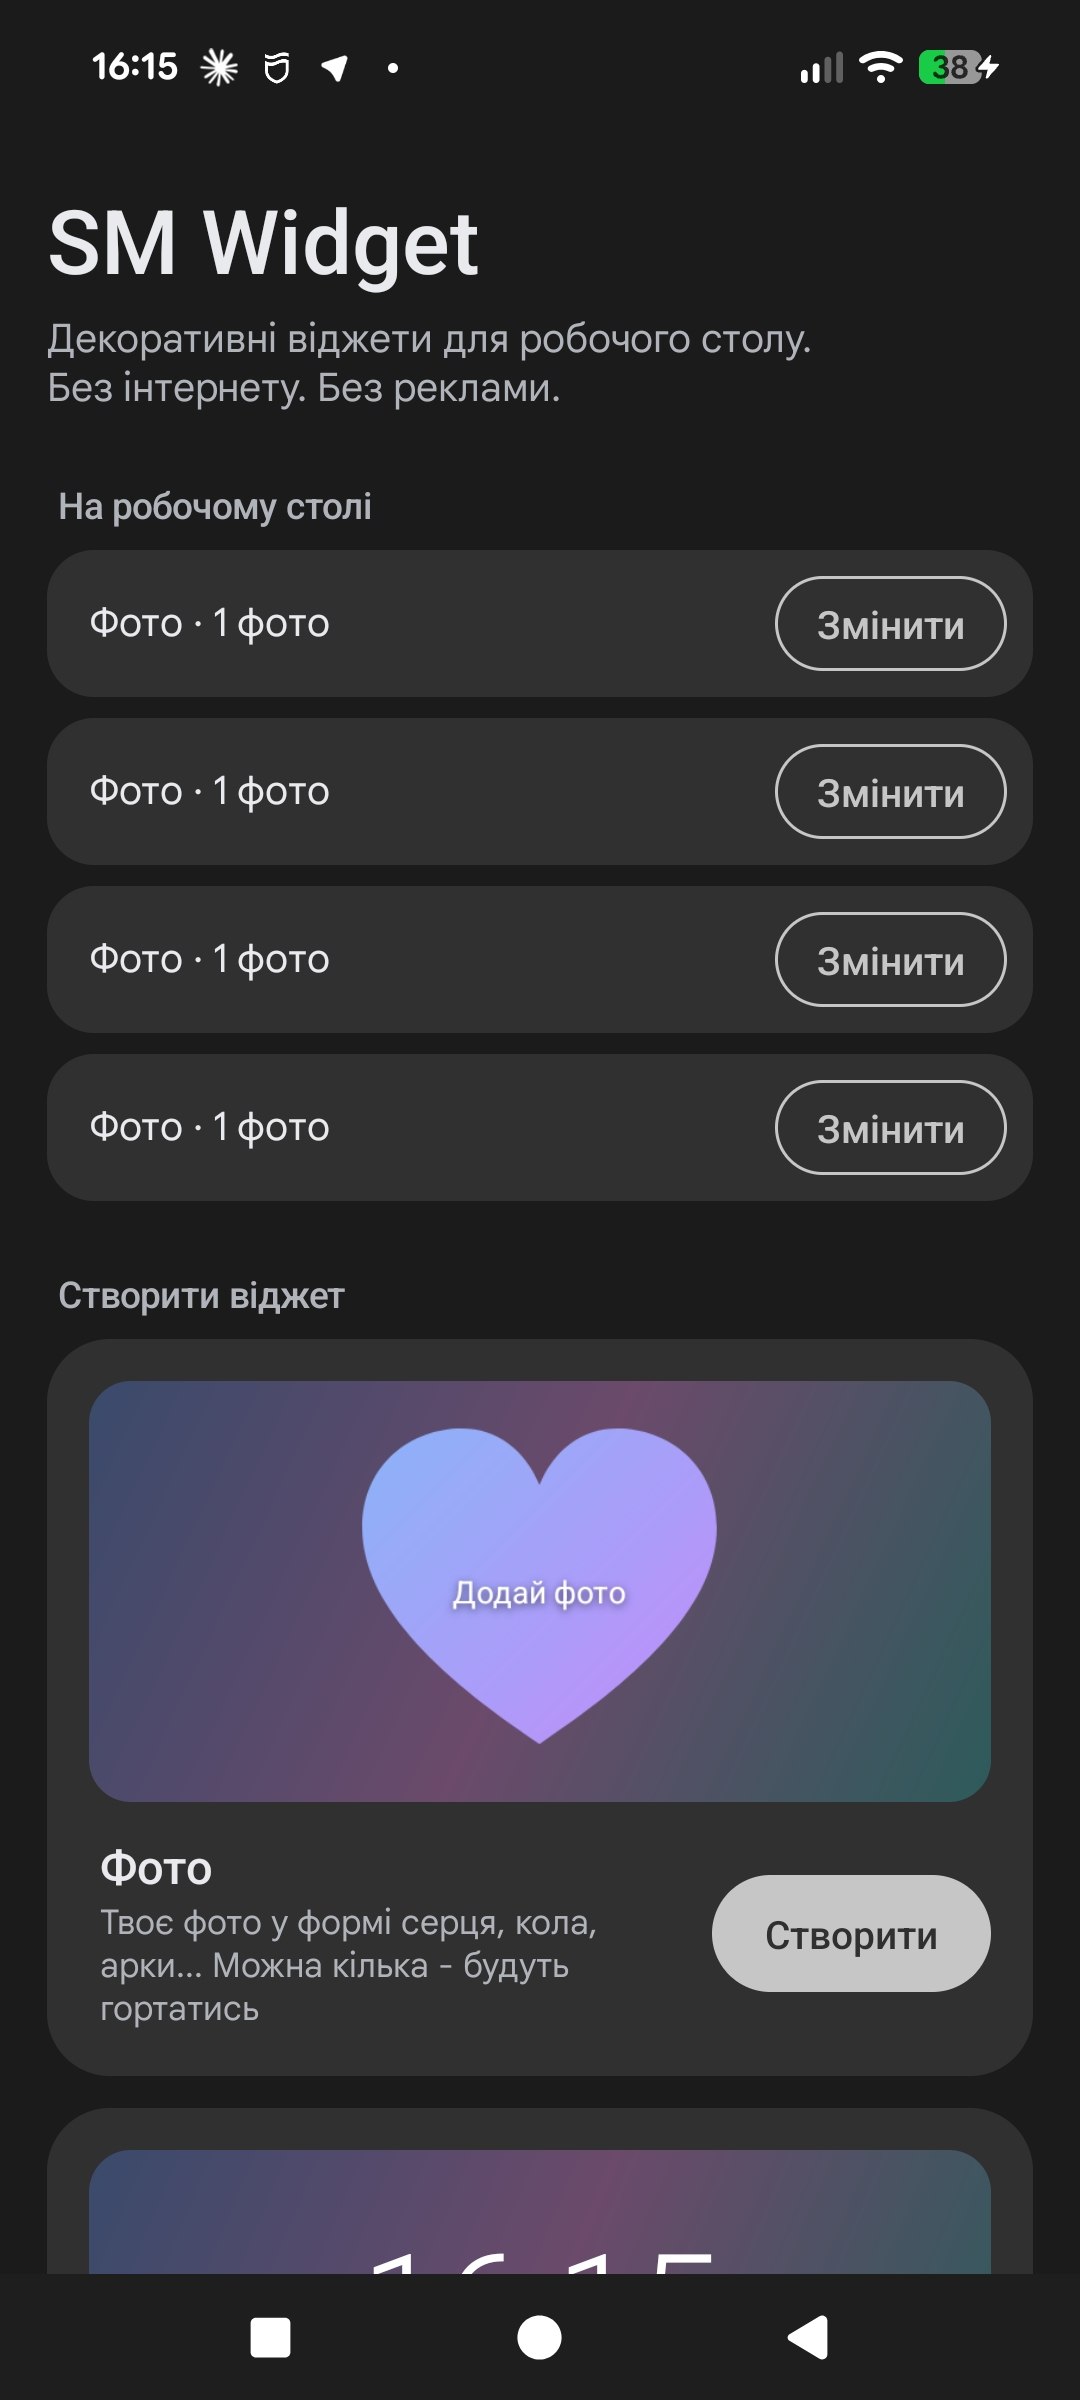 16:15
38
SM Widget
Декоративні віджети для робочого столу.
Без інтернету. Без реклами.
На робочому столі
Фото · 1 фото
Змінити
Фото · 1 фото
Змінити
Фото · 1 фото
Змінити
Фото · 1 фото
Змінити
Створити віджет
Додай фото
Фото
Твоє фото у формі серця, кола,
арки... Можна кілька - будуть
гортатись
Створити